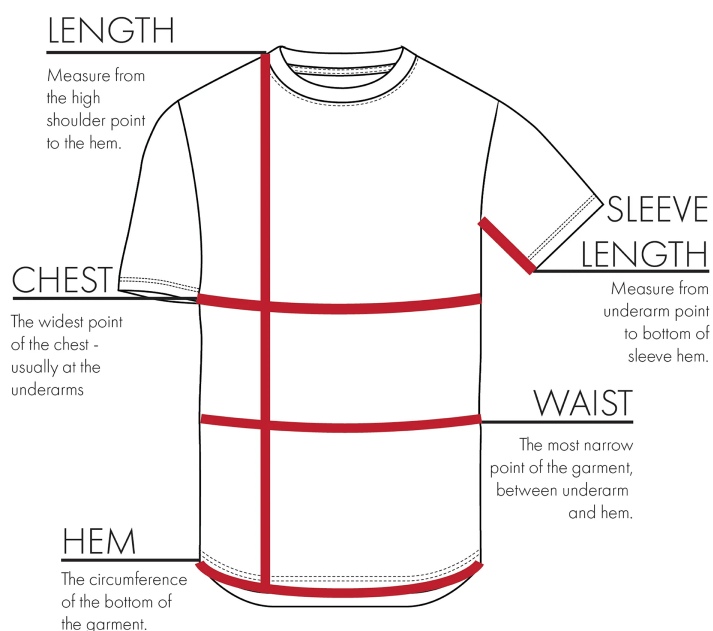 LENGTH
Measure from
the high
shoulder point
to the hem.
SLEEVE
LENGTH
Measure from
underarm point
to bottom of
sleeve hem.
CHEST
The widest point
of the chest -
usually at the
underarms
WAIST
The most narrow
point of the garment,
between underarm
and hem.
HEM
The circumference
of the bottom of
the garment.